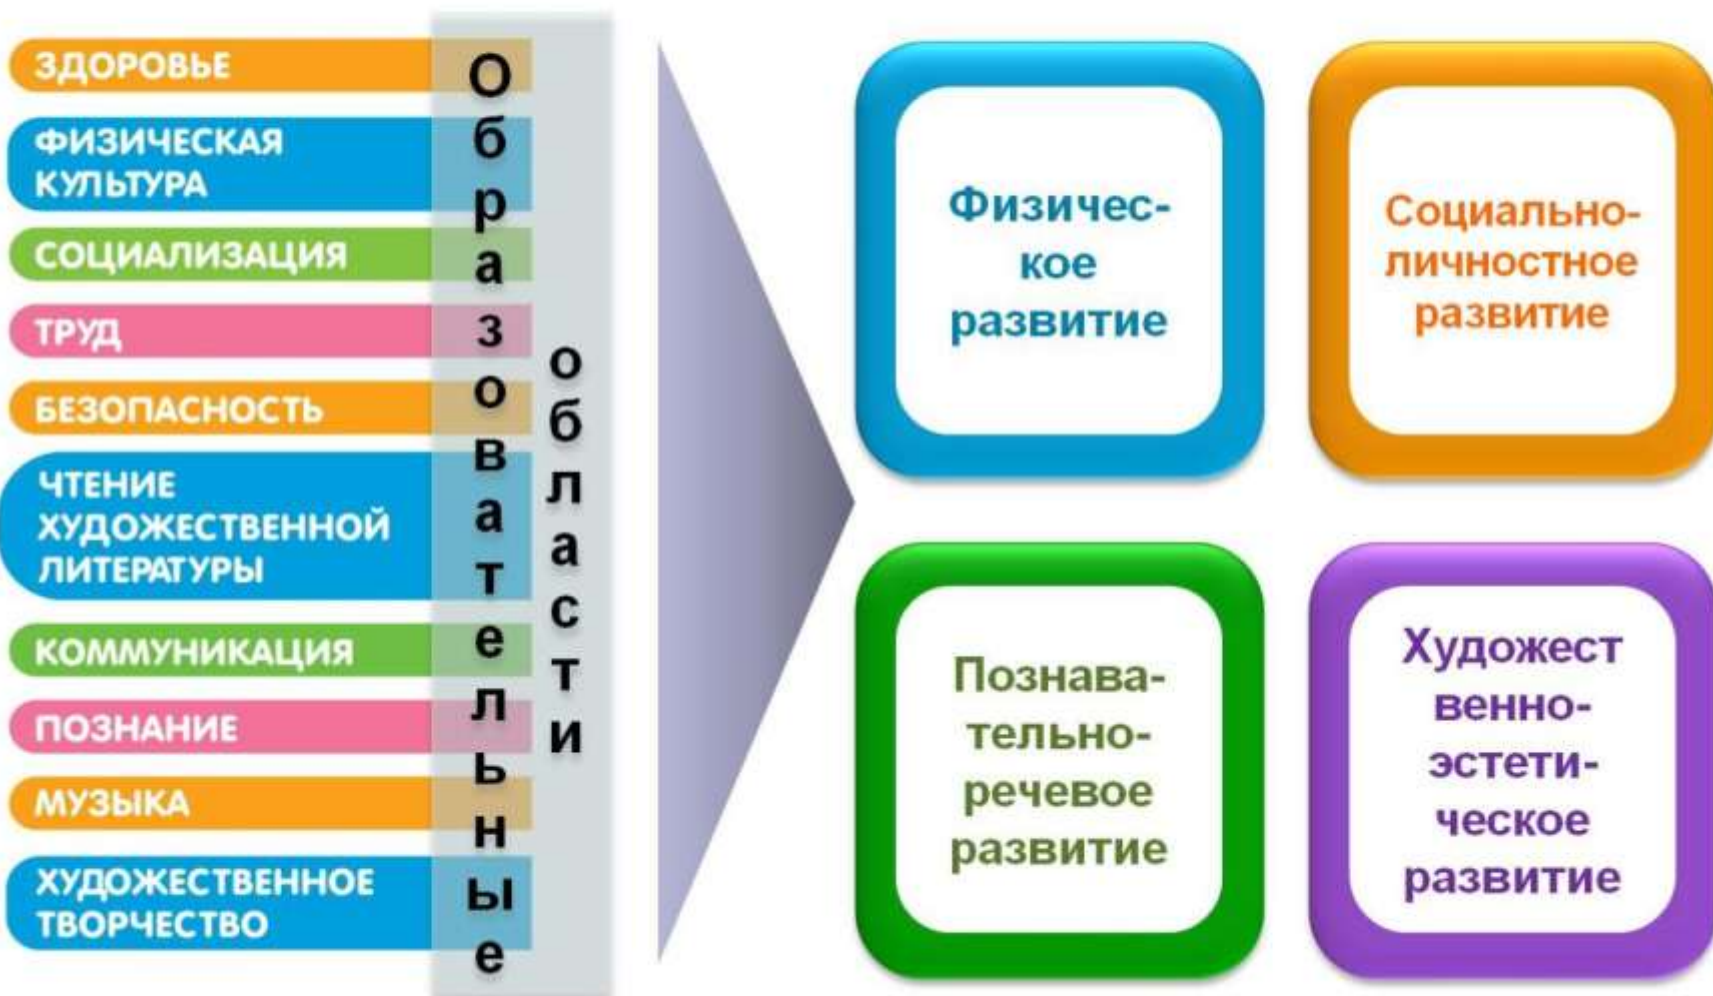 ЗДОРОВЬЕ
ФИЗИЧЕСКАЯ
КУЛЬТУРА
СОЦИАЛИЗАЦИЯ
ТРУД
БЕЗОПАСНОСТЬ
ЧТЕНИЕ
ХУДОЖЕСТВЕННОЙ
ЛИТЕРАТУРЫ
КОММУНИКАЦИЯ
ПОЗНАНИЕ
МУЗЫКА
ХУДОЖЕСТВЕННОЕ
ТВОРЧЕСТВО
Образовательные
области
Физичес-
кое
развитие
Социально-
личностное
развитие
Познава-
тельно-
речевое
развитие
Художест
венно-
эстети-
ческое
развитие